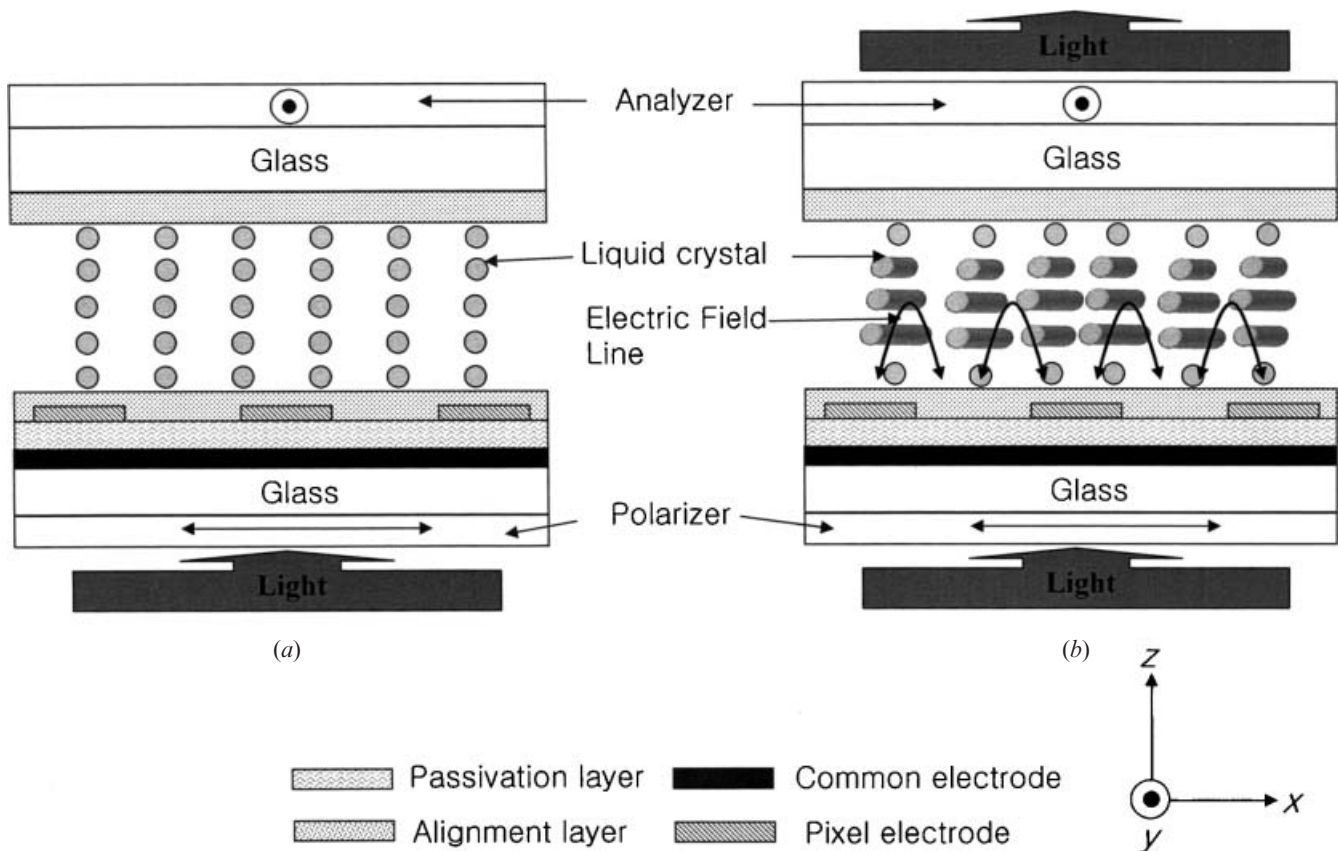 Light
Analyzer
Glass
Glass
Liquid crystal
Electric Field
Line
Glass
Glass
Polarizer
Light
Light
(a)
(b)
z
x
y
Passivation layer
Common electrode
Alignment layer
Pixel electrode